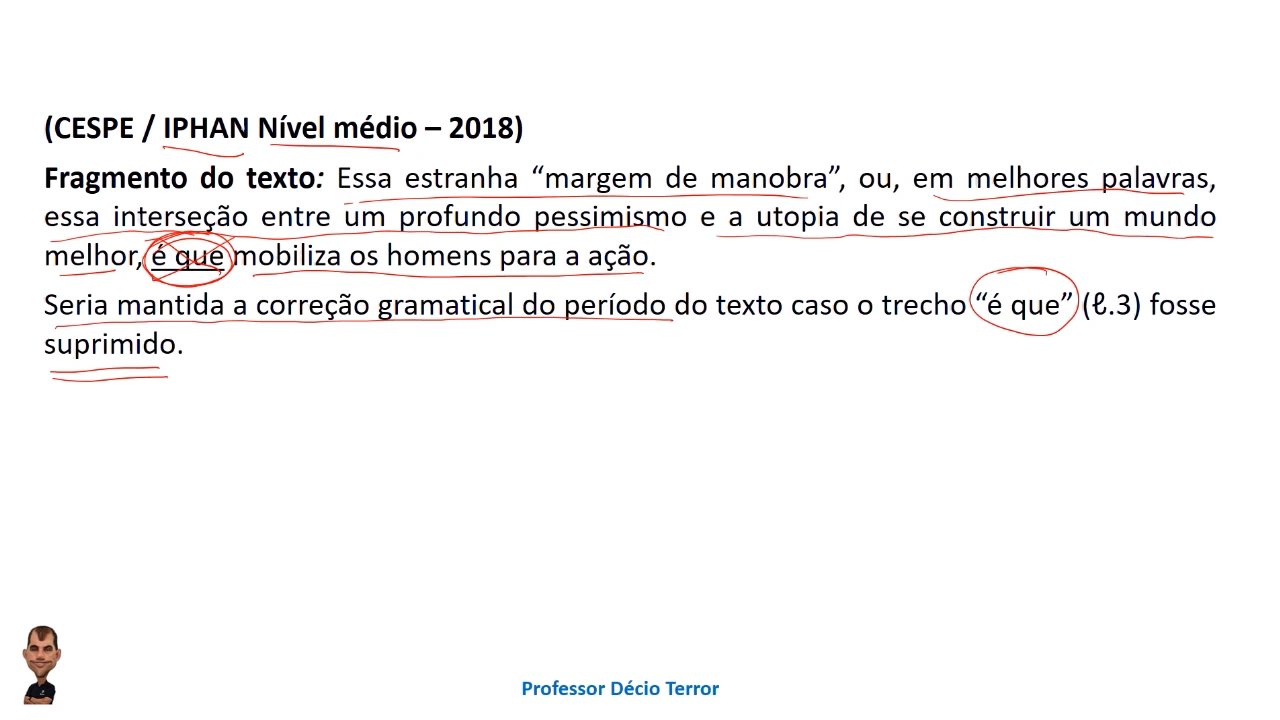 (CESPE / IPHAN Nível médio – 2018)
Fragmento do texto: Essa estranha “margem de manobra”, ou, em melhores palavras,
essa interseção entre um profundo pessimismo e a utopia de se construir um mundo
melhor, é que mobiliza os homens para a ação.
Seria mantida a correção gramatical do período do texto caso o trecho “é que” (ℓ.3) fosse
suprimido.
Professor Décio Terror